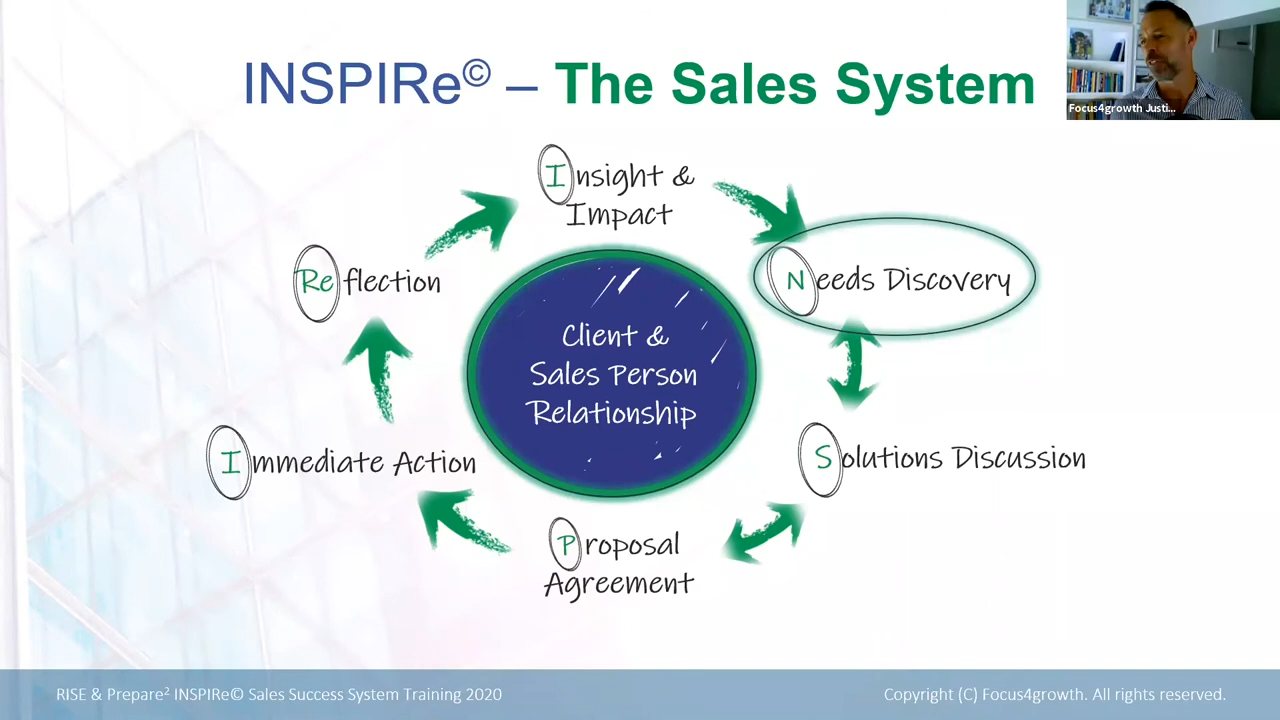 INSPIRe© – The Sales System
Focus4growth Justi...
Insight &
Impact
Needs Discovery
Reflection
Client &
Sales Person
Relationship
Immediate Action
Solutions Discussion
Proposal
Agreement
RISE & Prepare² INSPIRe© Sales Success System Training 2020
Copyright (C) Focus4growth. All rights reserved.